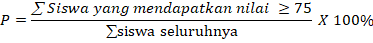 P = ∑ Siswa yang mendapatkan nilai ≥ 75 / ∑siswa seluruhnya X 100%